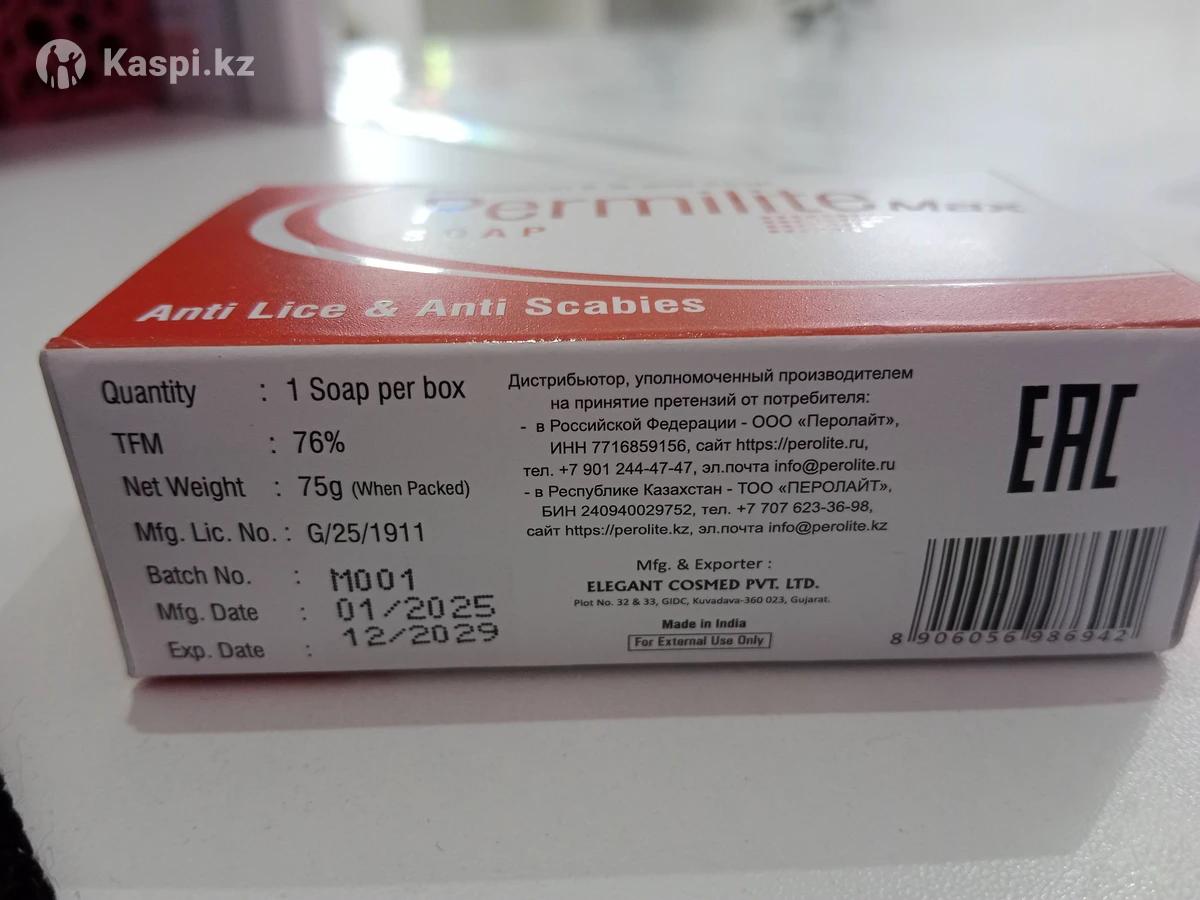 Kaspi.kz
Permilite Max
SOAP
Anti Lice & Anti Scabies
Quantity : 1 Soap per box
TFM : 76%
Net Weight : 75g (When Packed)
Mfg. Lic. No. : G/25/1911
Batch No. : M001
Mfg. Date : 01/2025
Exp. Date : 12/2029
Дистрибьютор, уполномоченный производителем
на принятие претензий от потребителя:
- в Российской Федерации - ООО «Перолайт»,
ИНН 7716859156, сайт https://perolite.ru,
тел. +7 901 244-47-47, эл.почта info@perolite.ru
- в Республике Казахстан - ТОО «ПЕРОЛАЙТ»,
БИН 240940029752, тел. +7 707 623-36-98,
сайт https://perolite.kz, эл.почта info@perolite.kz
Mfg. & Exporter :
ELEGANT COSMED PVT. LTD.
Plot No. 32 & 33, GIDC, Kuvadava-360 023, Gujarat.
Made in India
For External Use Only
EAC
8 906056 986942